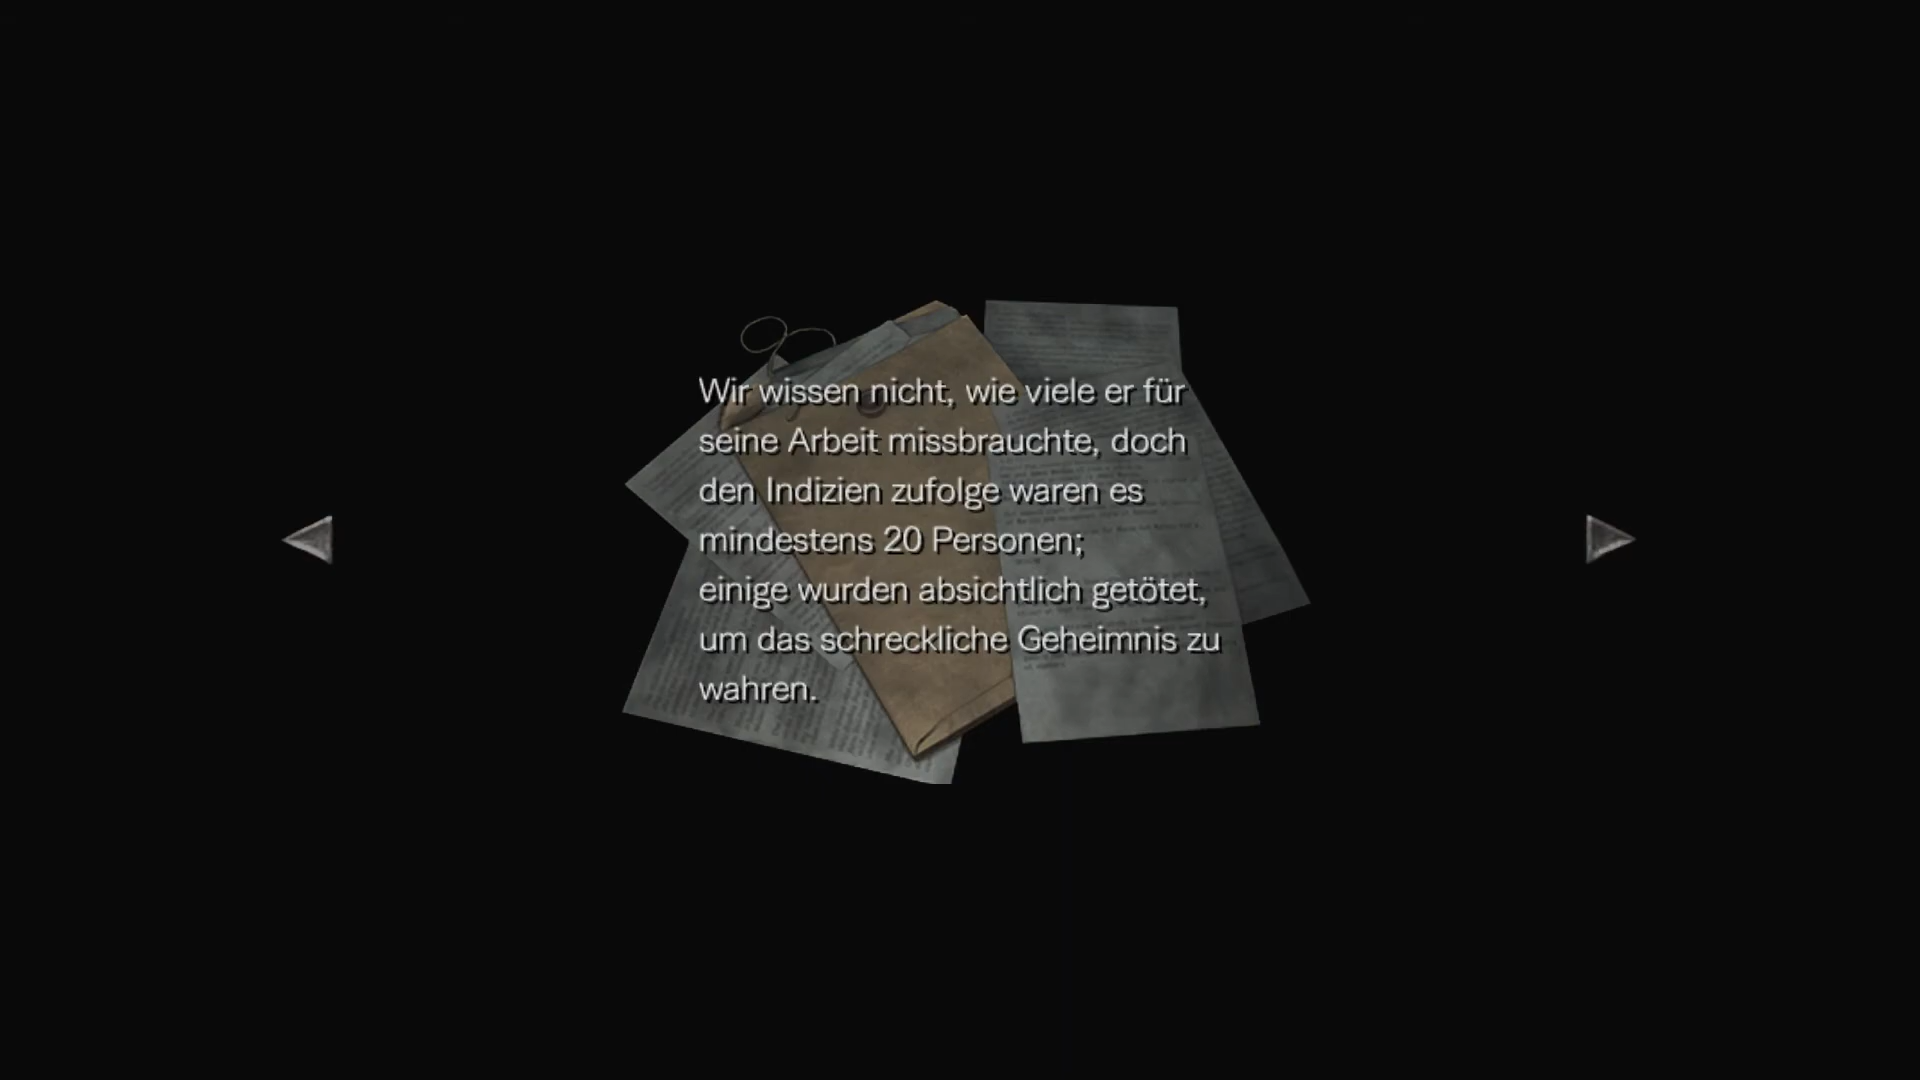 Wir wissen nicht, wie viele er für
seine Arbeit missbrauchte, doch
den Indizien zufolge waren es
mindestens 20 Personen;
einige wurden absichtlich getötet,
um das schreckliche Geheimnis zu
wahren.